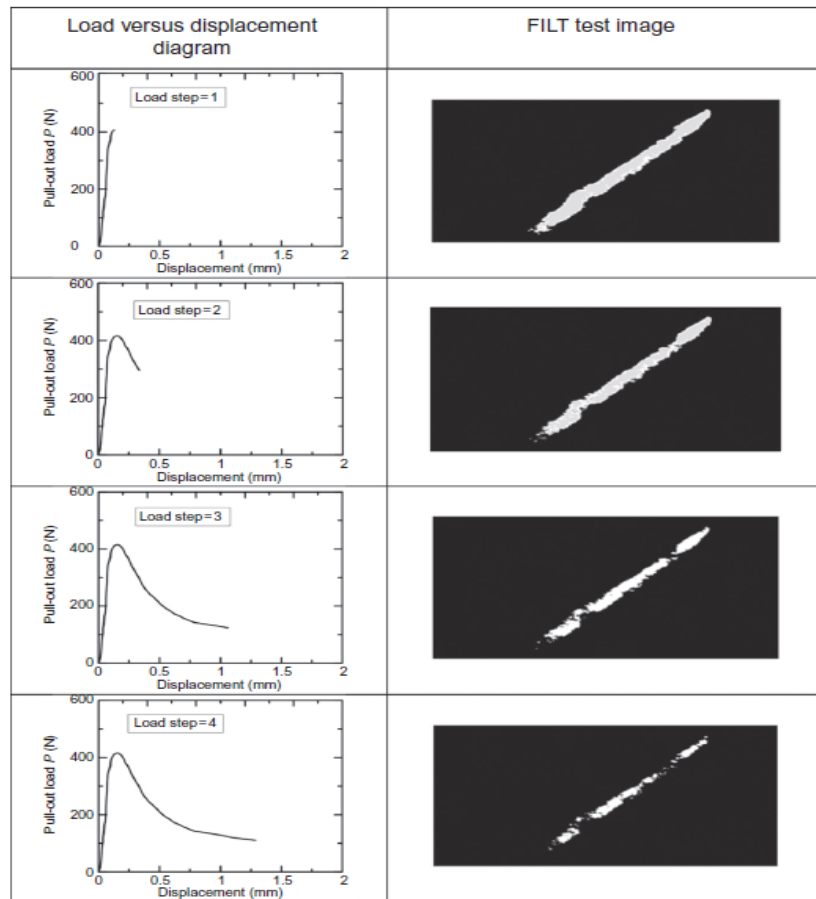 Load versus displacement
diagram
FILT test image
Pull-out load P (N)
600
400
200
0
Load step=1
0 0.5 1 1.5 2
Displacement (mm)
Pull-out load P (N)
600
400
200
0
Load step=2
0 0.5 1 1.5 2
Displacement (mm)
Pull-out load P (N)
600
400
200
0
Load step=3
0 0.5 1 1.5 2
Displacement (mm)
Pull-out load P (N)
600
400
200
0
Load step=4
0 0.5 1 1.5 2
Displacement (mm)